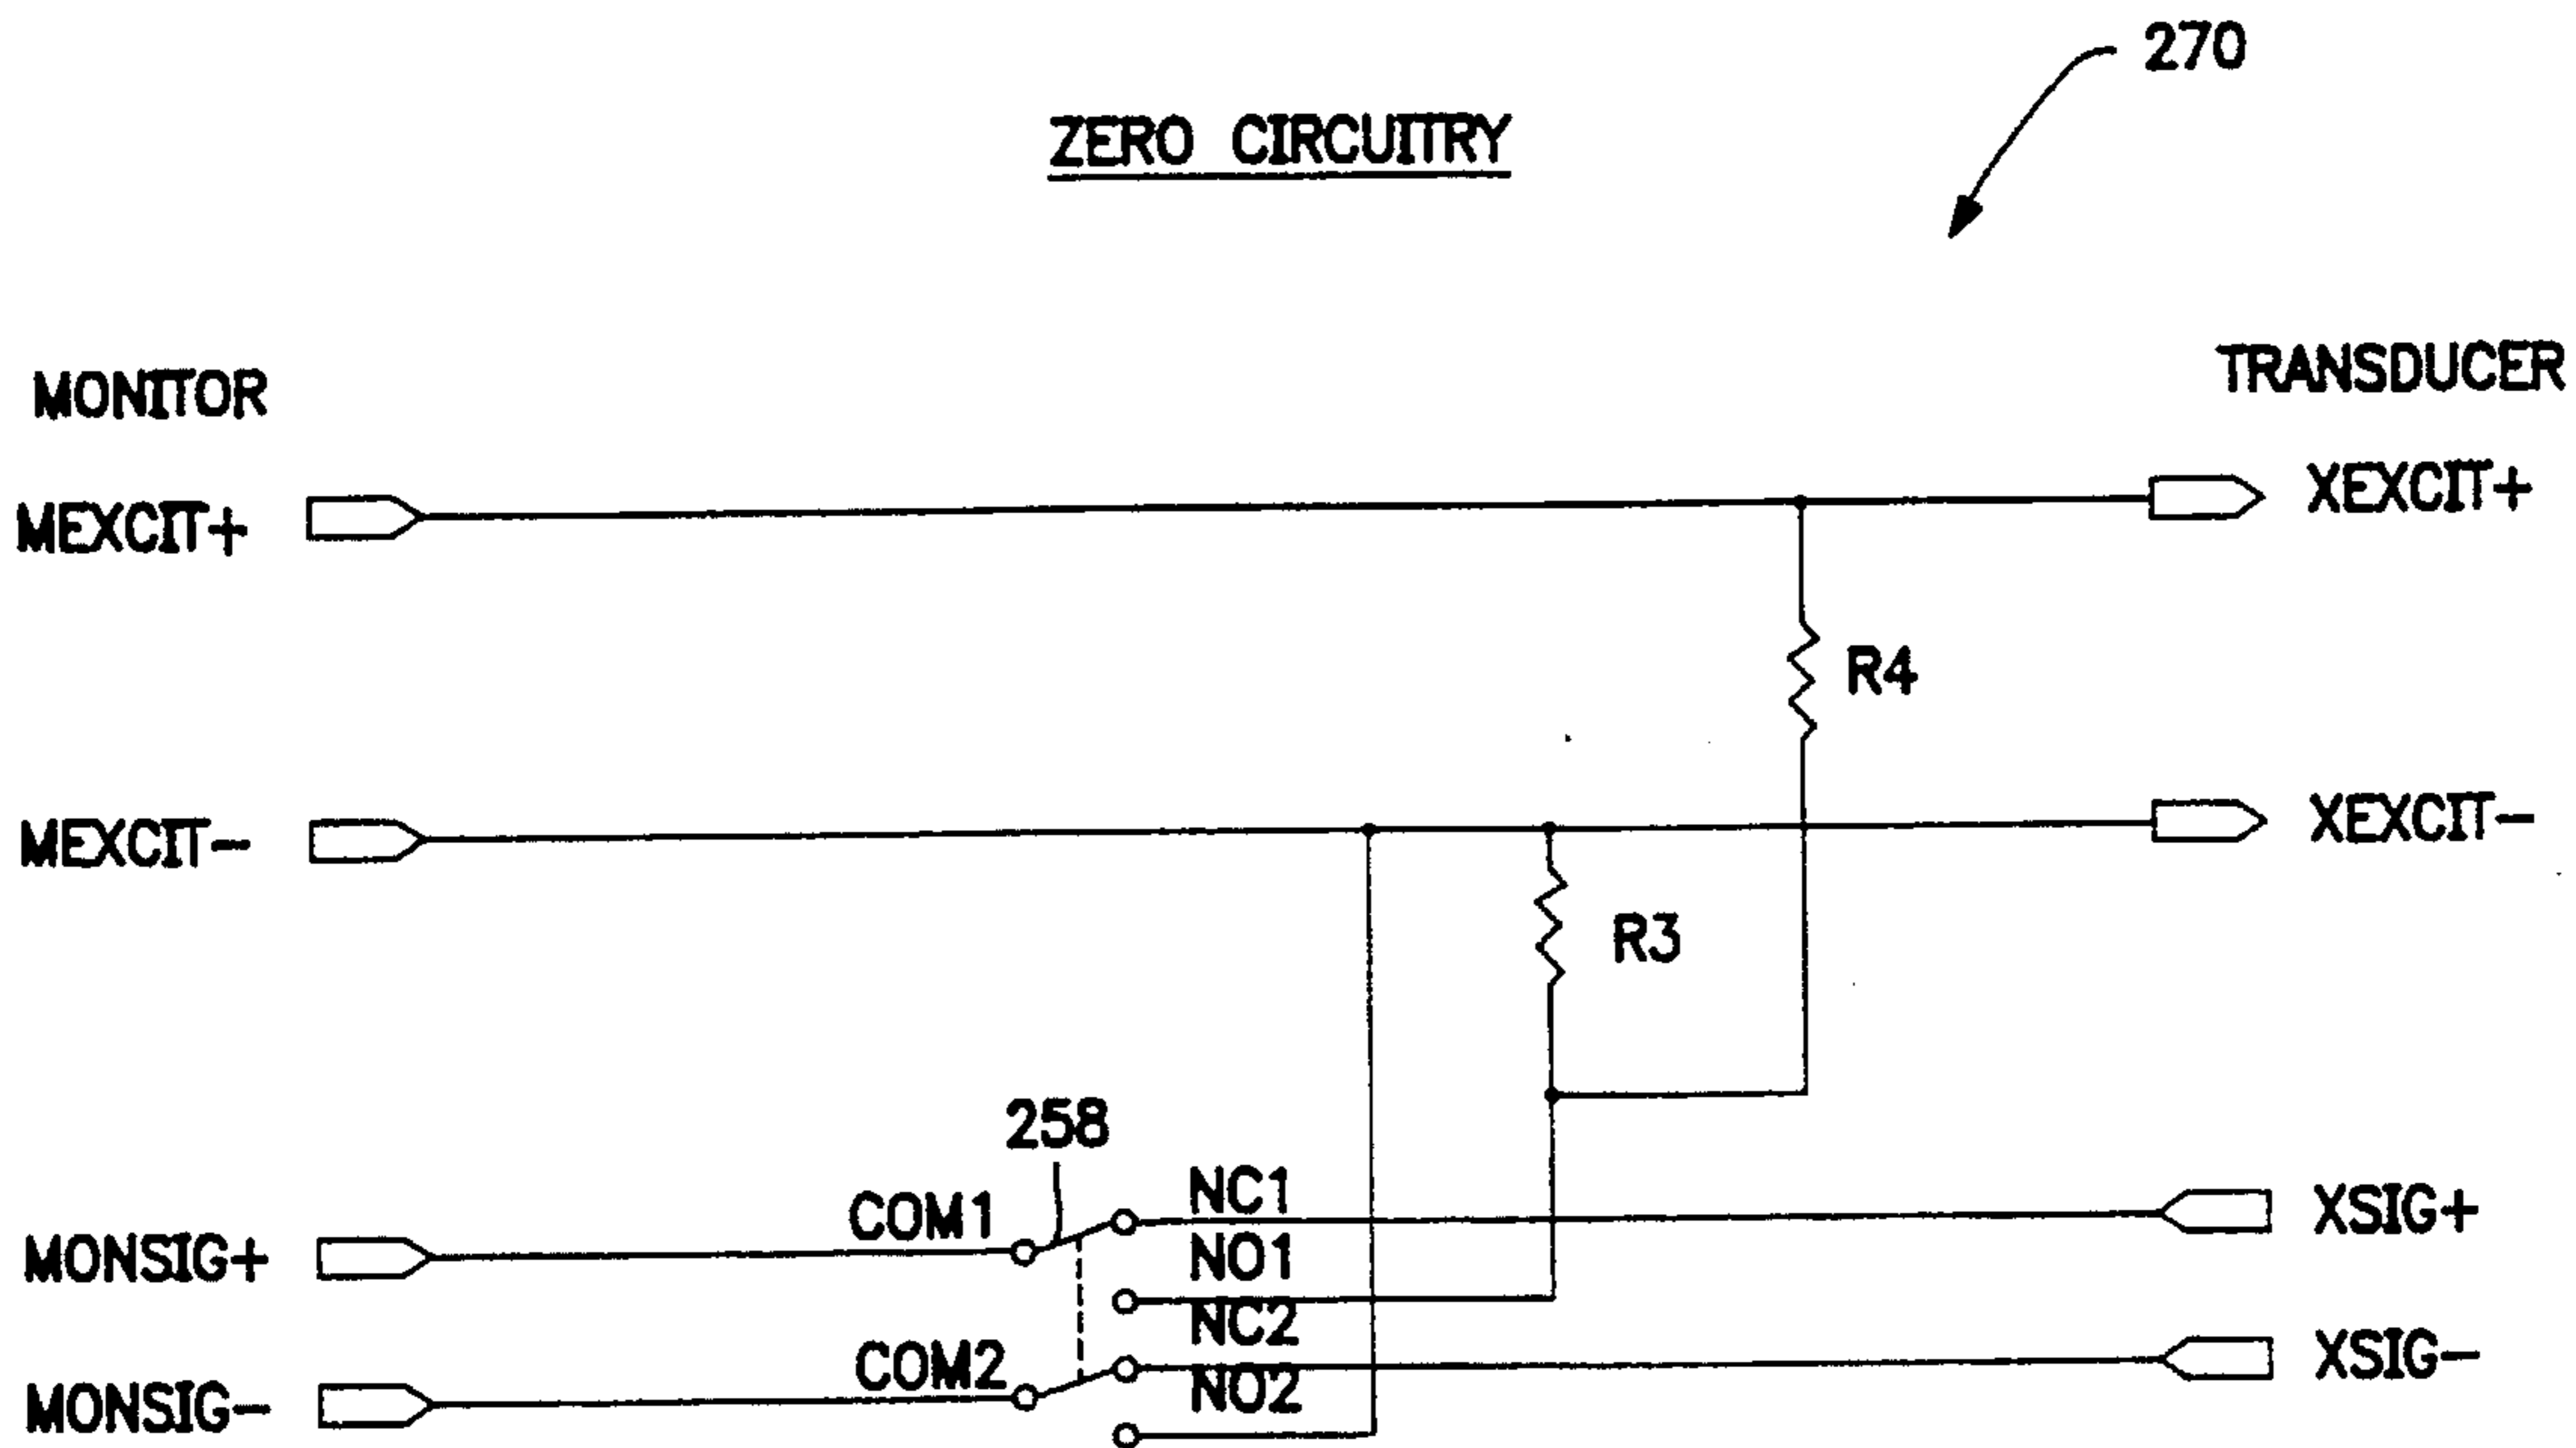 270
ZERO CIRCUITRY
MONITOR
TRANSDUCER
MEXCIT+
XEXCIT+
R4
MEXCIT-
XEXCIT-
R3
258
COM1
NC1
MONSIG+
XSIG+
NO1
NC2
COM2
XSIG-
NO2
MONSIG-